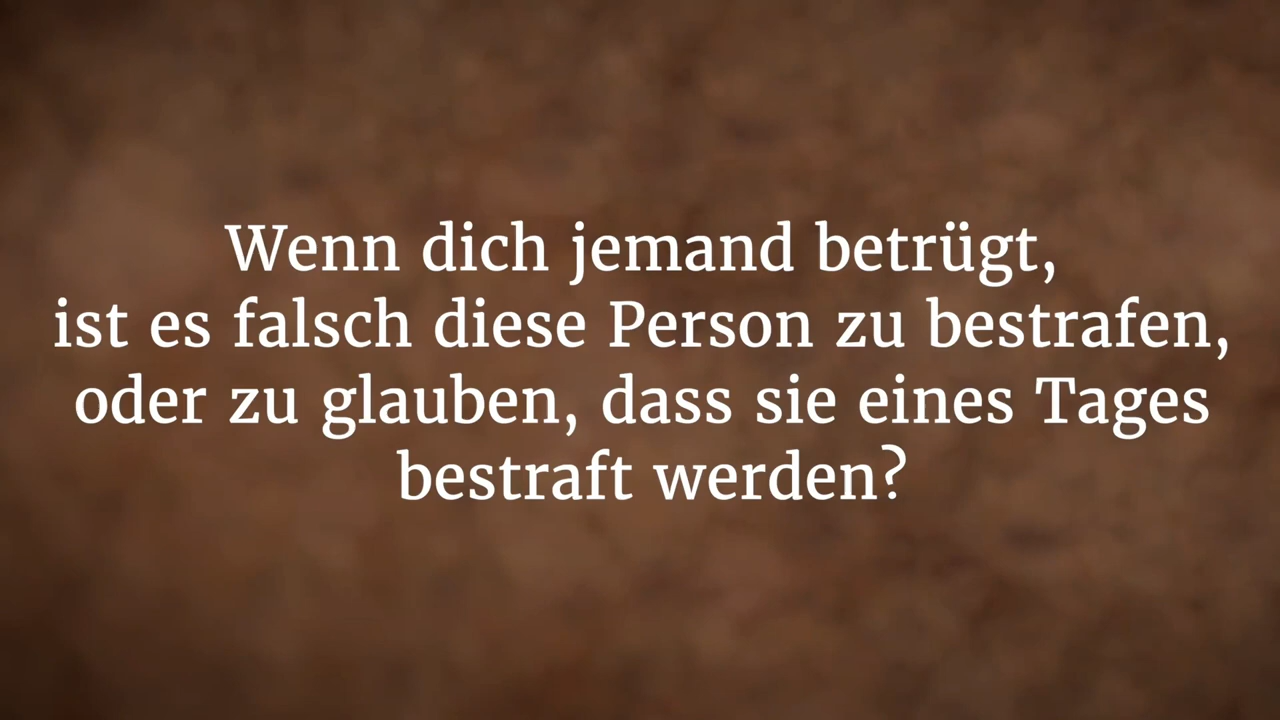 Wenn dich jemand betrügt,
ist es falsch diese Person zu bestrafen,
oder zu glauben, dass sie eines Tages
bestraft werden?